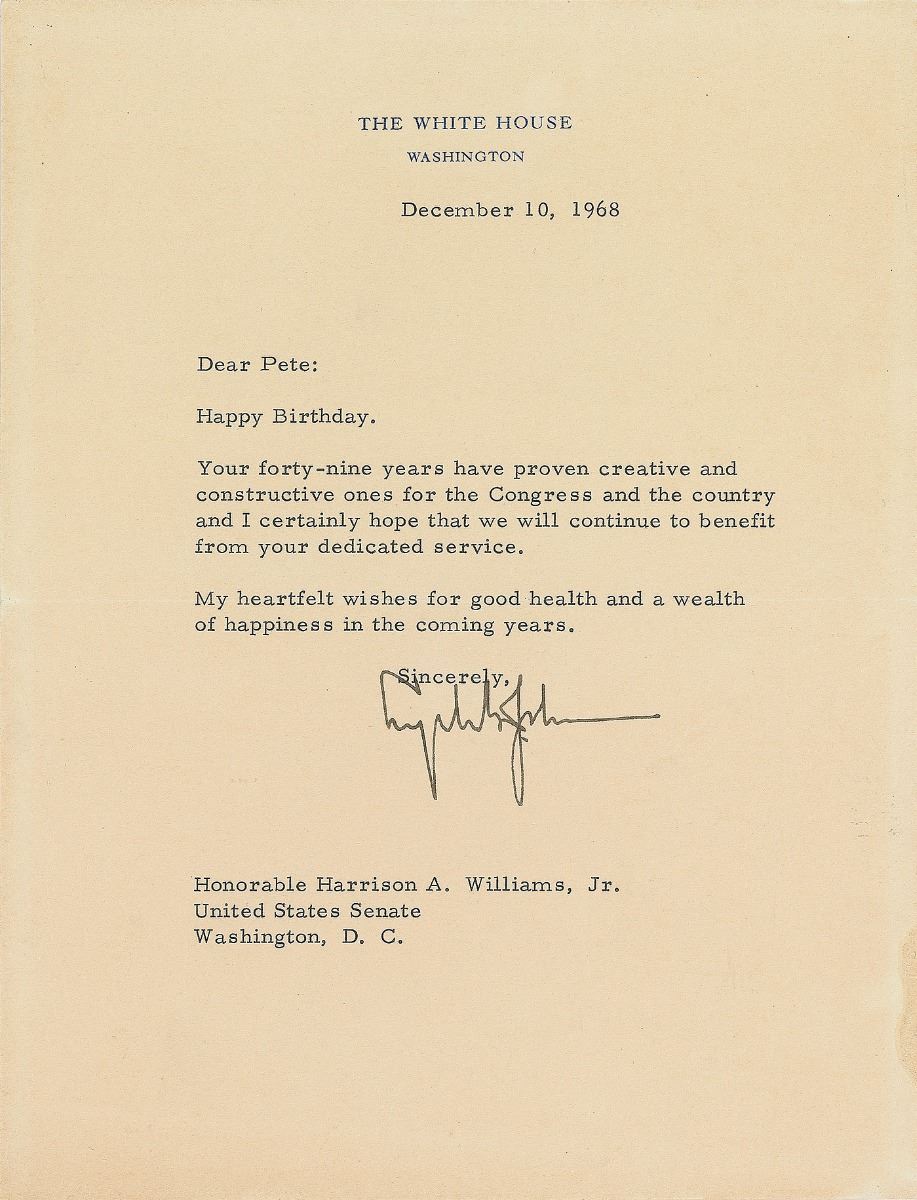 THE WHITE HOUSE
WASHINGTON
December 10, 1968
Dear Pete:
Happy Birthday.
Your forty-nine years have proven creative and
constructive ones for the Congress and the country
and I certainly hope that we will continue to benefit
from your dedicated service.
My heartfelt wishes for good health and a wealth
of happiness in the coming years.
Sincerely,
Honorable Harrison A. Williams, Jr.
United States Senate
Washington, D. C.